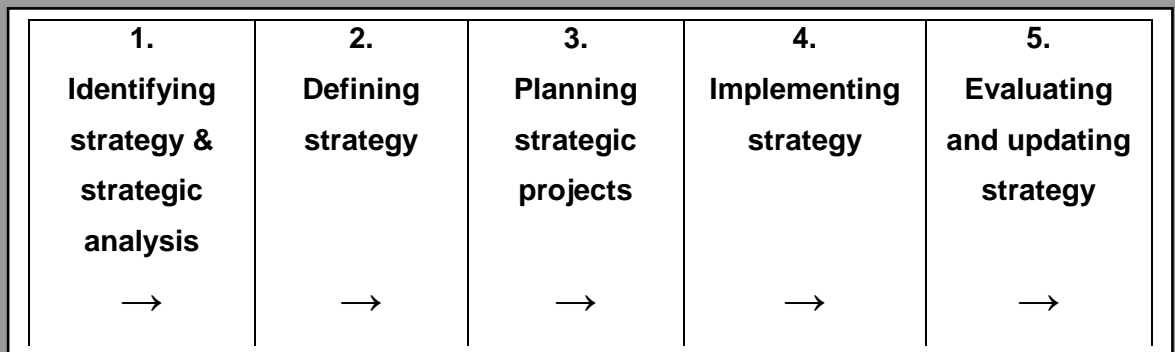 1.
Identifying
strategy &
strategic
analysis
→
2.
Defining
strategy
→
3.
Planning
strategic
projects
→
4.
Implementing
strategy
→
5.
Evaluating
and updating
strategy
→